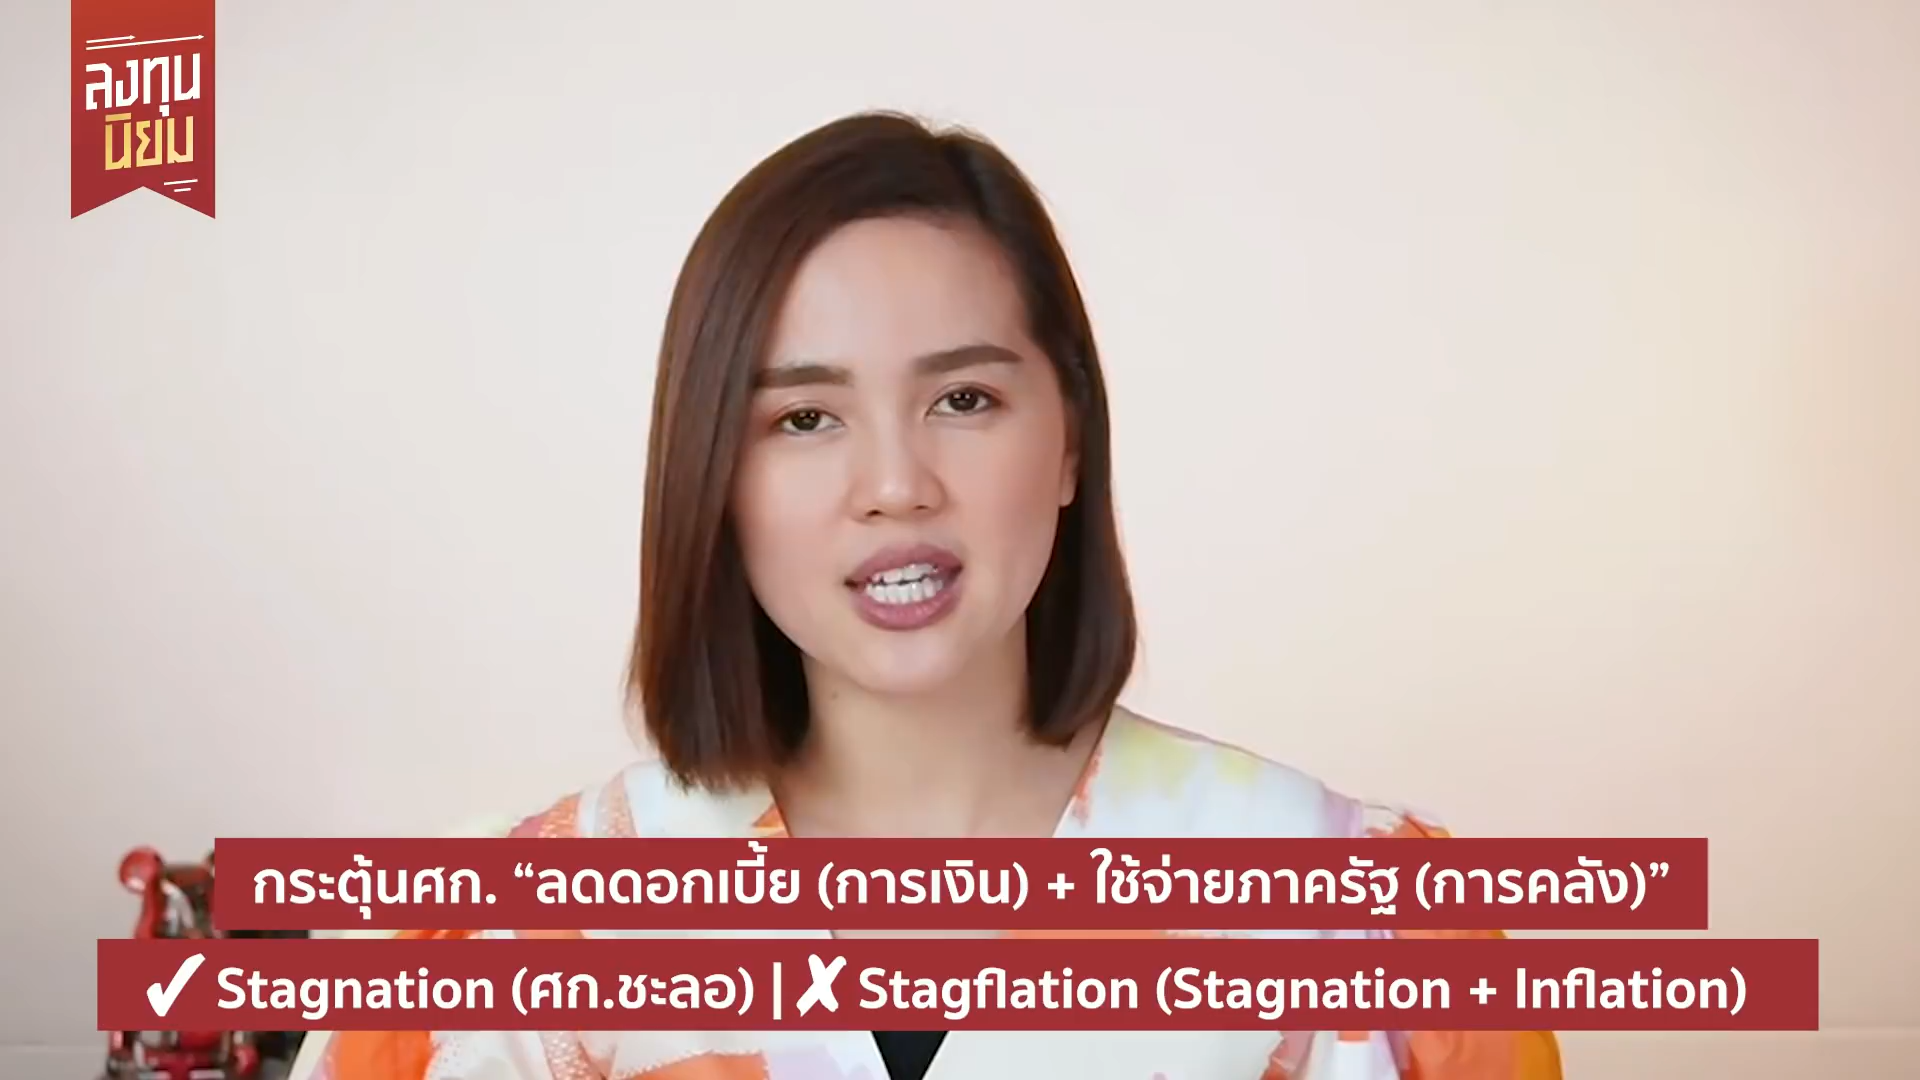 ลงทุน
นิยม
กระตุ้นศก. “ลดดอกเบี้ย (การเงิน) + ใช้จ่ายภาครัฐ (การคลัง)”
✔ Stagnation (ศก.ชะลอ) | ✘ Stagflation (Stagnation + Inflation)